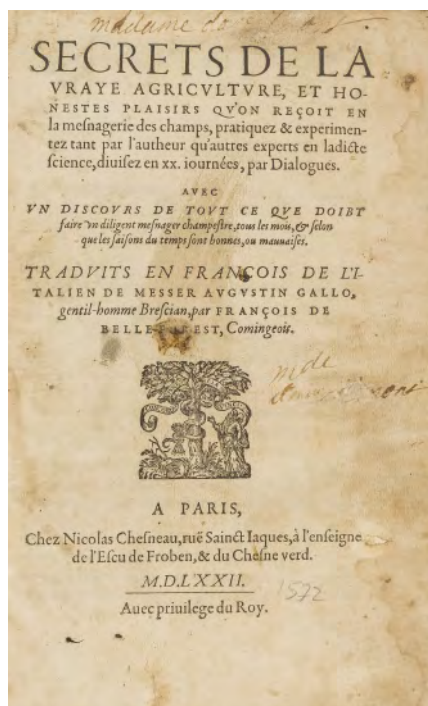 madame do
SECRETS DE LA
VRAYE AGRICVLTVRE, ET HO-
NESTES PLAISIRS QV'ON REÇOIT EN
la meſnagerie des champs, pratiquez & experimen-
tez tant par l'autheur qu'autres experts en ladicte
ſcience, diuiſez en xx. iournées, par Dialogues.
AVEC
VN DISCOVRS DE TOVT CE QVE DOIBT
faire vn diligent meſnager champeſtre, tous les mois, & ſelon
que les ſaiſons du temps ſont bonnes, ou mauuaiſes.
TRADVITS EN FRANÇOIS DE L'I-
TALIEN DE MESSER AVGVSTIN GALLO,
gentil-homme Breſcian, par FRANÇOIS DE
BELLEFOREST, Comingeois.
m de
A PARIS,
Chez Nicolas Cheſneau, ruë Sainct Iaques, à l'enſeigne
de l'Eſcu de Froben, & du Cheſne verd.
M.D.LXXII.
1572
Auec priuilege du Roy.